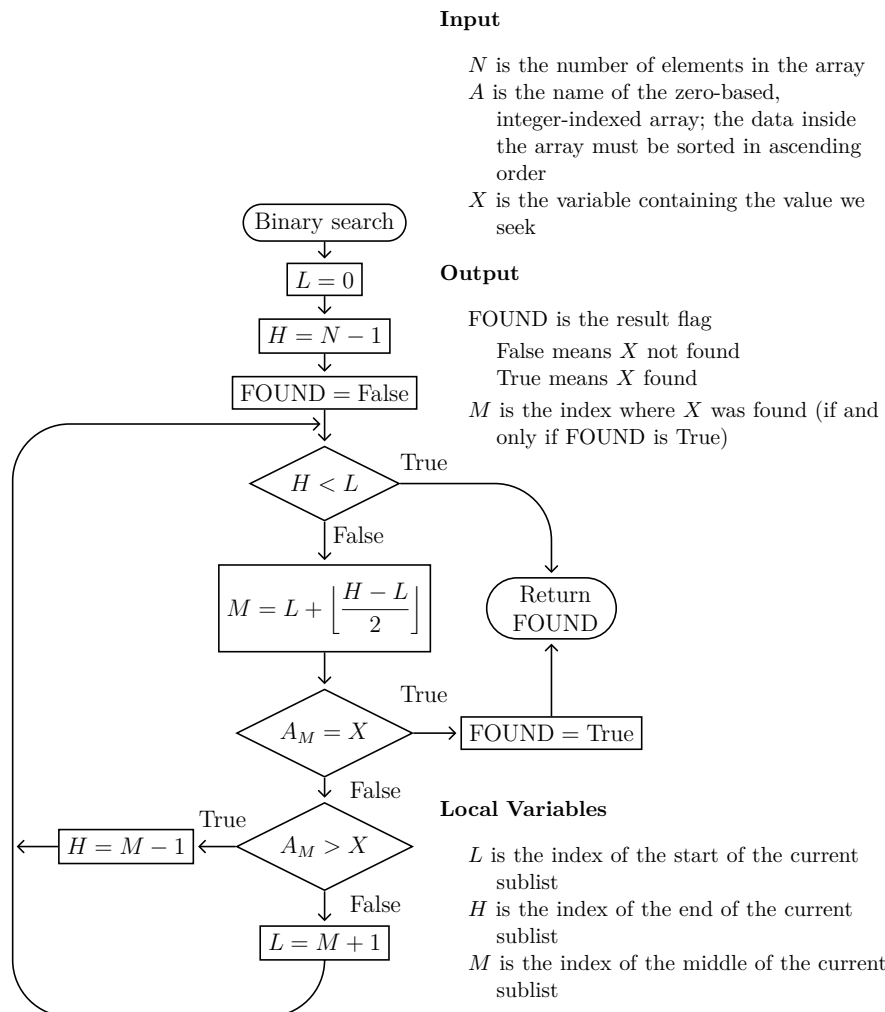 Input
N is the number of elements in the array
A is the name of the zero-based,
integer-indexed array; the data inside
the array must be sorted in ascending
order
X is the variable containing the value we
seek
Output
FOUND is the result flag
False means X not found
True means X found
M is the index where X was found (if and
only if FOUND is True)
Binary search
L = 0
H = N − 1
FOUND = False
H < L
True
False
M = L + ⌊(H − L)/2⌋
Return
FOUND
A_M = X
True
FOUND = True
False
A_M > X
True
H = M − 1
False
L = M + 1
Local Variables
L is the index of the start of the current
sublist
H is the index of the end of the current
sublist
M is the index of the middle of the current
sublist